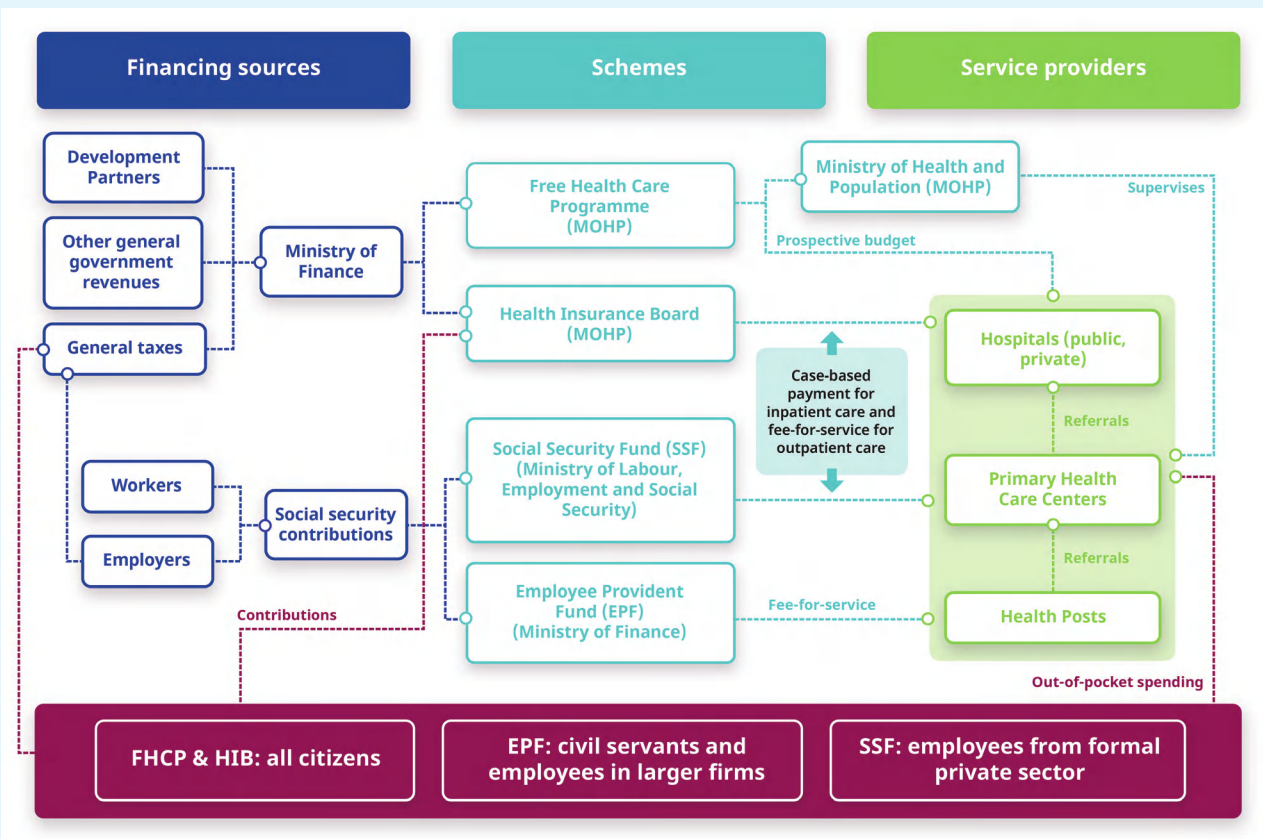 Financing sources
Schemes
Service providers
Development
Partners
Other general
government
revenues
General taxes
Ministry of
Finance
Workers
Employers
Social security
contributions
Contributions
Free Health Care
Programme
(MOHP)
Health Insurance Board
(MOHP)
Social Security Fund (SSF)
(Ministry of Labour,
Employment and Social
Security)
Employee Provident
Fund (EPF)
(Ministry of Finance)
Ministry of Health and
Population (MOHP)
Supervises
Prospective budget
Case-based
payment for
inpatient care and
fee-for-service for
outpatient care
Fee-for-service
Hospitals (public,
private)
Referrals
Primary Health
Care Centers
Referrals
Health Posts
Out-of-pocket spending
FHCP & HIB: all citizens
EPF: civil servants and
employees in larger firms
SSF: employees from formal
private sector